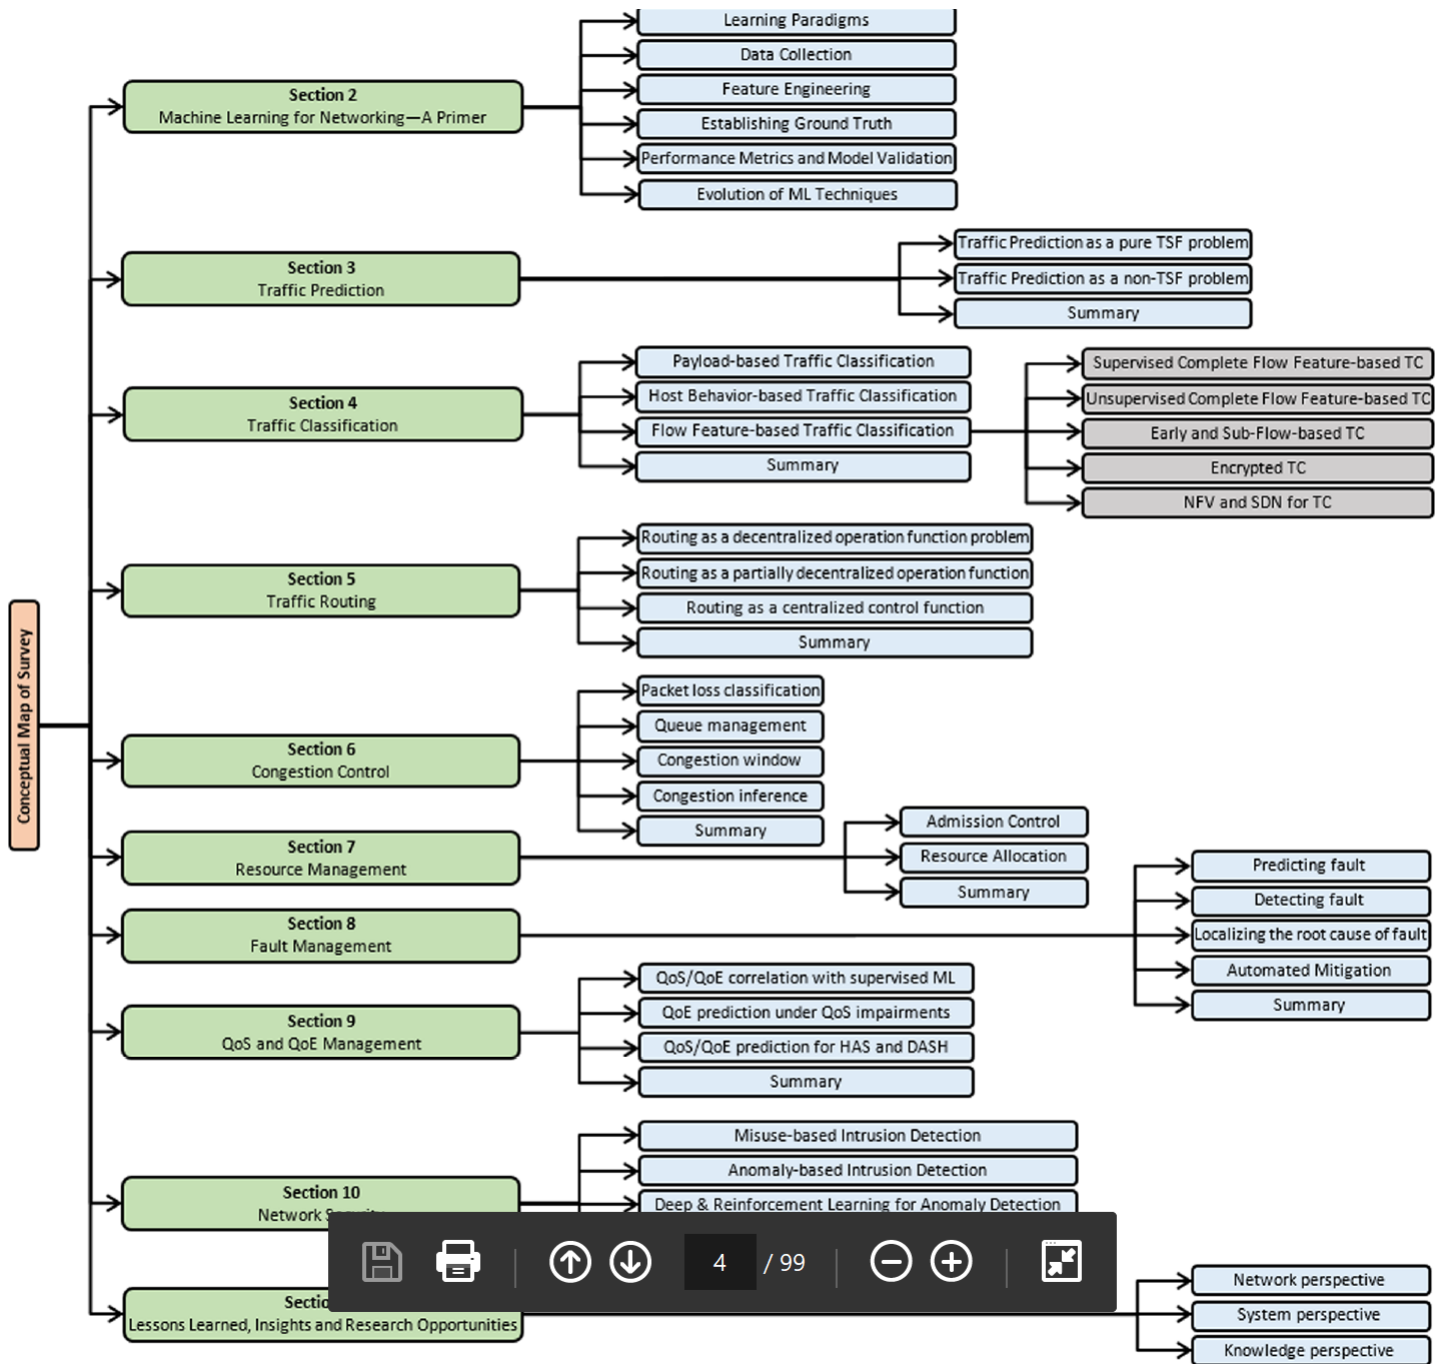 Conceptual Map of Survey
Section 2
Machine Learning for Networking—A Primer
Learning Paradigms
Data Collection
Feature Engineering
Establishing Ground Truth
Performance Metrics and Model Validation
Evolution of ML Techniques
Section 3
Traffic Prediction
Traffic Prediction as a pure TSF problem
Traffic Prediction as a non-TSF problem
Summary
Section 4
Traffic Classification
Payload-based Traffic Classification
Host Behavior-based Traffic Classification
Flow Feature-based Traffic Classification
Summary
Supervised Complete Flow Feature-based TC
Unsupervised Complete Flow Feature-based TC
Early and Sub-Flow-based TC
Encrypted TC
NFV and SDN for TC
Section 5
Traffic Routing
Routing as a decentralized operation function problem
Routing as a partially decentralized operation function
Routing as a centralized control function
Summary
Section 6
Congestion Control
Packet loss classification
Queue management
Congestion window
Congestion inference
Summary
Section 7
Resource Management
Admission Control
Resource Allocation
Summary
Section 8
Fault Management
Predicting fault
Detecting fault
Localizing the root cause of fault
Automated Mitigation
Summary
Section 9
QoS and QoE Management
QoS/QoE correlation with supervised ML
QoE prediction under QoS impairments
QoS/QoE prediction for HAS and DASH
Summary
Section 10
Network
Misuse-based Intrusion Detection
Anomaly-based Intrusion Detection
Deep & Reinforcement Learning for Anomaly Detection
4 / 99
Lessons Learned, Insights and Research Opportunities
Network perspective
System perspective
Knowledge perspective